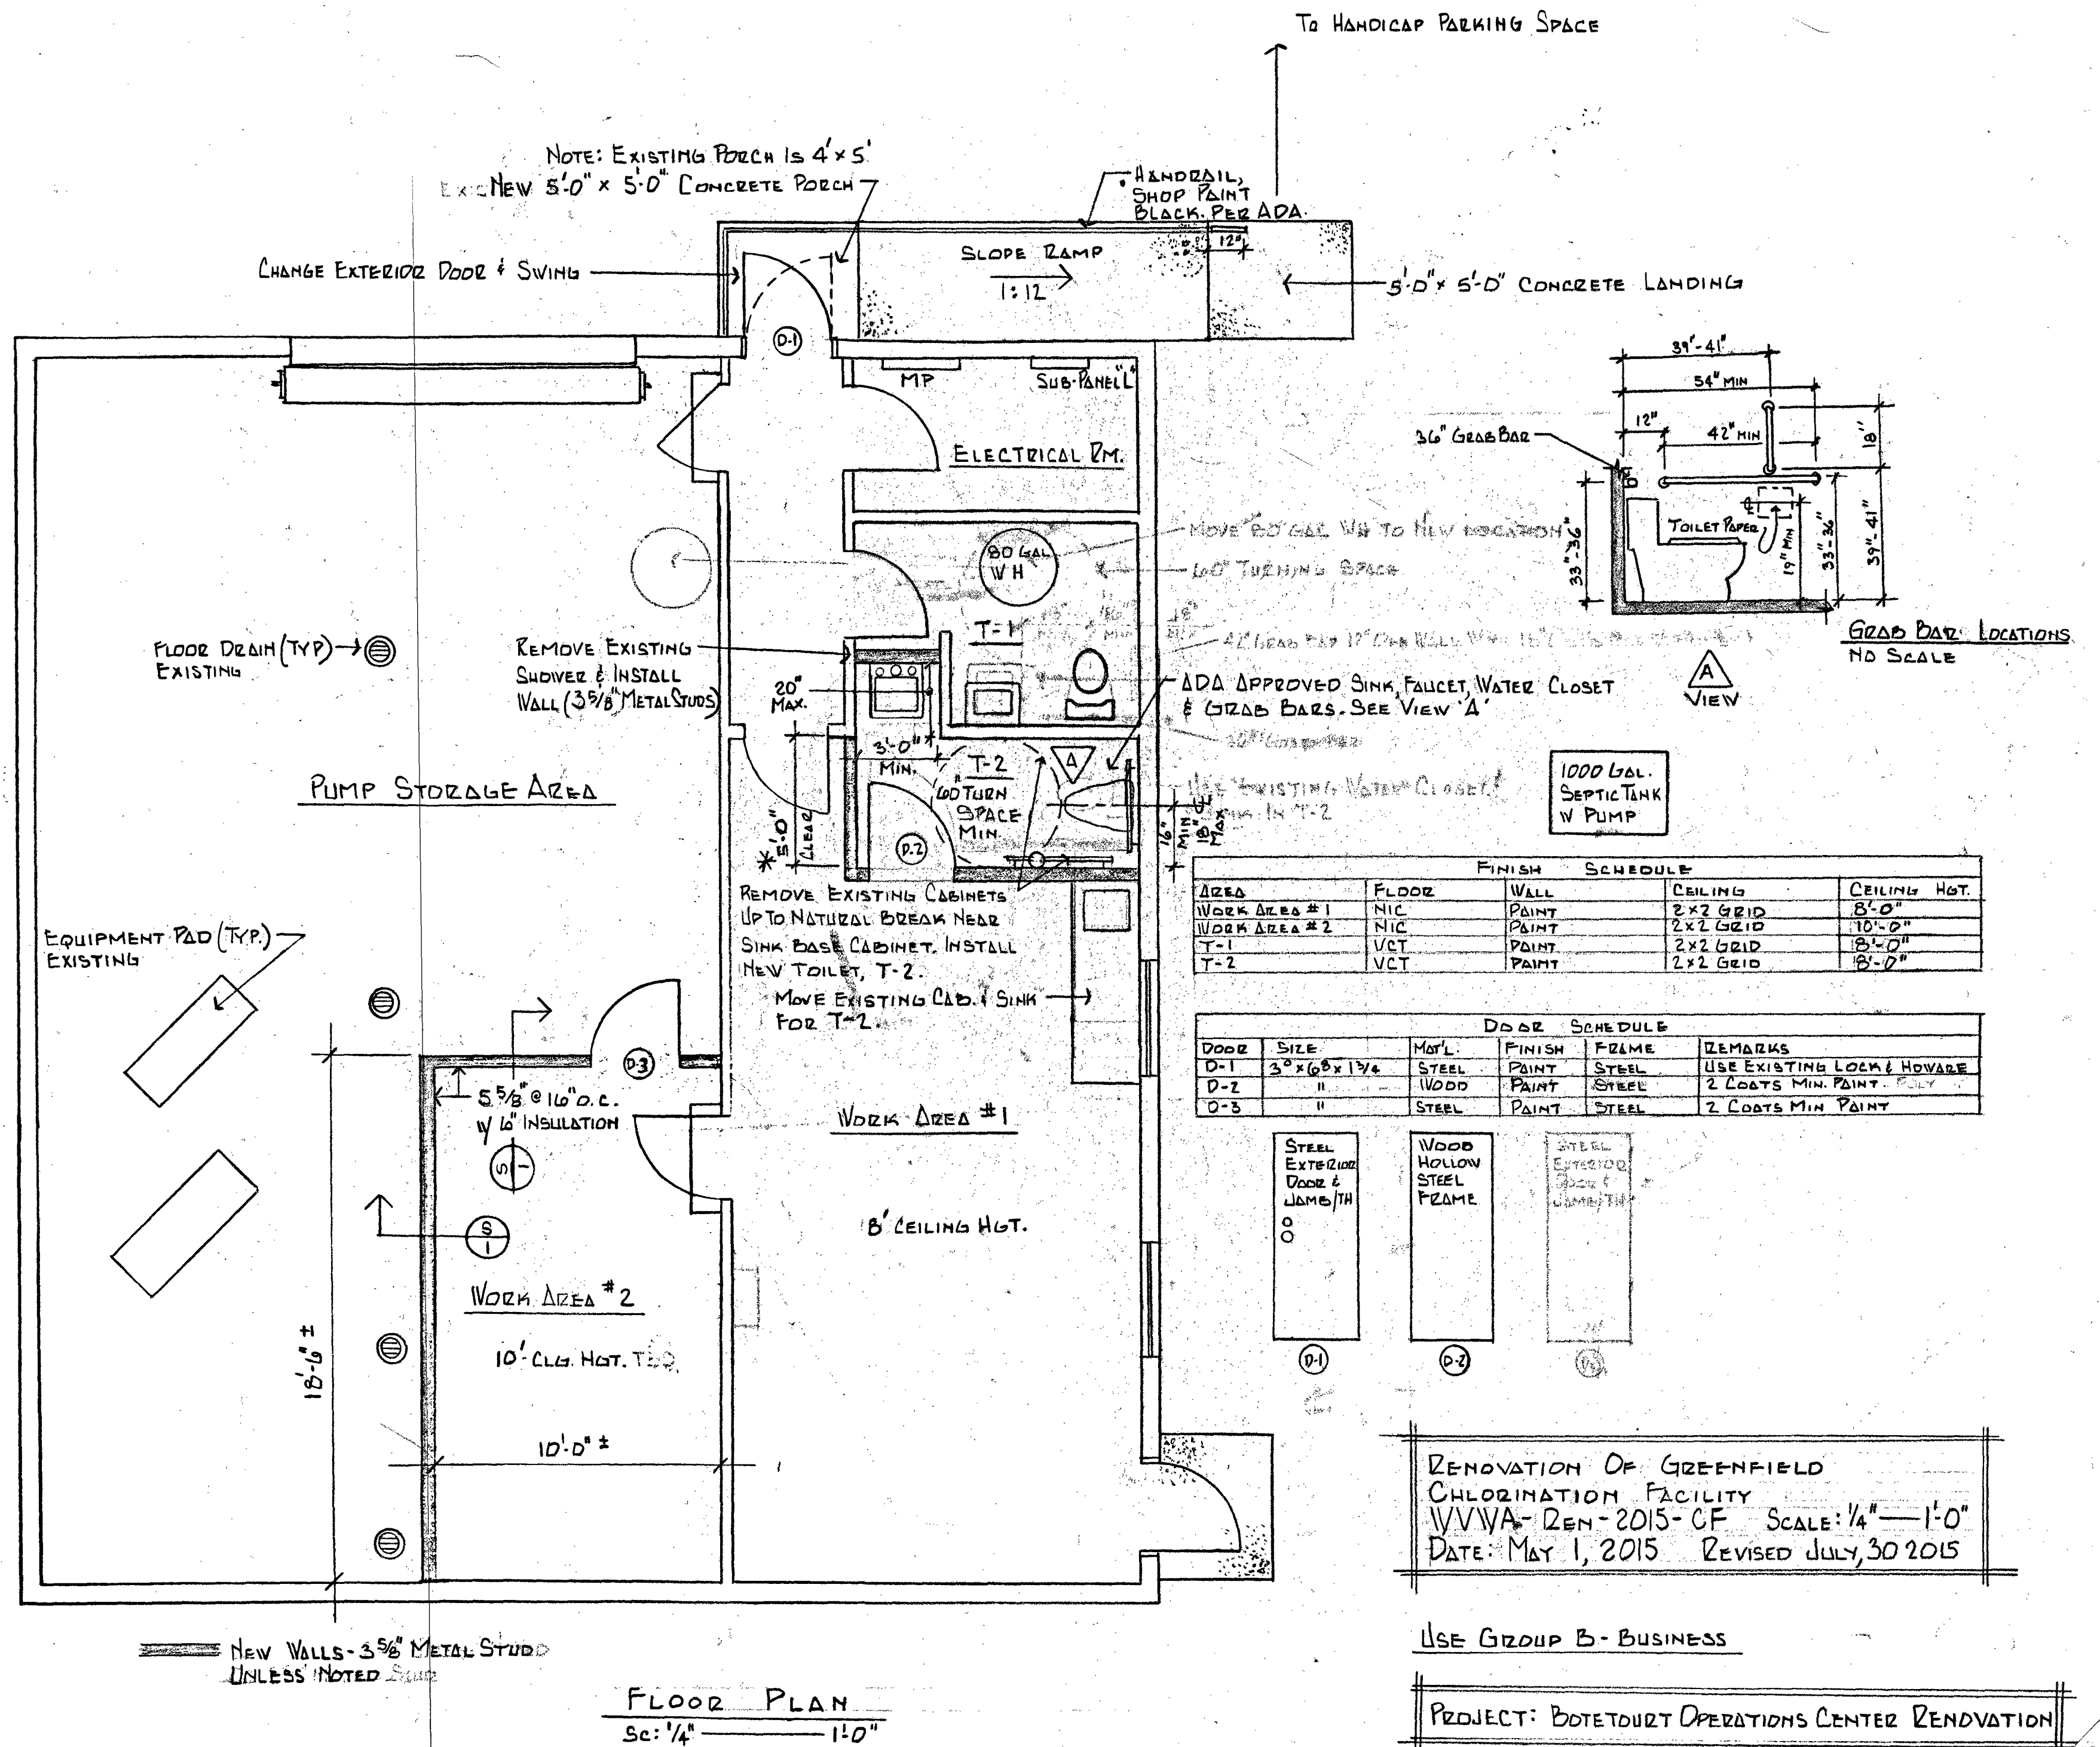 TO HANDICAP PARKING SPACE
NOTE: EXISTING PORCH IS 4'x5'
NEW 5'-0" x 5'-0" CONCRETE PORCH
HANDRAIL,
SHOP PAINT
BLACK. PER ADA.
CHANGE EXTERIOR DOOR & SWING
SLOPE RAMP
1:12
12"
5'-0" x 5'-0" CONCRETE LANDING
D-1
MP
SUB-PANEL "L"
ELECTRICAL RM.
39"-41"
54" MIN
12"
42" MIN
18"
36" GRAB BAR
TOILET PAPER
33"-36"
19" MIN
33"-36"
39"-41"
GRAB BAR LOCATIONS
NO SCALE
A
VIEW
MOVE 80 GAL WH TO NEW LOCATION
60" TURNING SPACE
80 GAL
WH
T-1
FLOOR DRAIN (TYP)
EXISTING
REMOVE EXISTING
SHOWER & INSTALL
WALL (3 5/8" METAL STUDS)
20"
MAX.
ADA APPROVED SINK, FAUCET, WATER CLOSET
& GRAB BARS. SEE VIEW 'A'
3'-0"
MIN.
T-2
A
60" TURN
SPACE
MIN.
D-2
5'-0"
CLEAR
*
16"
MIN
18"
MAX
USE EXISTING WATER CLOSET &
IN T-2
1000 GAL.
SEPTIC TANK
W PUMP
PUMP STORAGE AREA
REMOVE EXISTING CABINETS
UP TO NATURAL BREAK NEAR
SINK BASE CABINET. INSTALL
NEW TOILET, T-2.
MOVE EXISTING CAB. & SINK
FOR T-2.
FINISH SCHEDULE
AREA FLOOR WALL CEILING CEILING HGT.
WORK AREA #1 NIC PAINT 2x2 GRID 8'-0"
WORK AREA #2 NIC PAINT 2x2 GRID 10'-0"
T-1 VCT PAINT 2x2 GRID 8'-0"
T-2 VCT PAINT 2x2 GRID 8'-0"
DOOR SCHEDULE
DOOR SIZE MAT'L. FINISH FRAME REMARKS
D-1 3⁰x6⁸x1 3/4 STEEL PAINT STEEL USE EXISTING LOCK & HDWARE
D-2 " WOOD PAINT STEEL 2 COATS MIN. PAINT.
D-3 " STEEL PAINT STEEL 2 COATS MIN PAINT
EQUIPMENT PAD (TYP.)
EXISTING
D-3
5 5/8" @ 16" O.C.
W/ 6" INSULATION
S
1
S
1
WORK AREA #1
8' CEILING HGT.
WORK AREA #2
10'-CLG. HGT.
18'-6" ±
10'-0" ±
STEEL
EXTERIOR
DOOR &
JAMB/TH
D-1
WOOD
HOLLOW
STEEL
FRAME
D-2
STEEL
EXTERIOR
DOOR &
JAMB/TH
RENOVATION OF GREENFIELD
CHLORINATION FACILITY
WVWA-REN-2015-CF SCALE: 1/4"—1'-0"
DATE: MAY 1, 2015 REVISED JULY, 30 2015
USE GROUP B - BUSINESS
PROJECT: BOTETOURT OPERATIONS CENTER RENOVATION
NEW WALLS - 3 5/8" METAL STUD
UNLESS NOTED
FLOOR PLAN
SC: 1/4" — 1'-0"